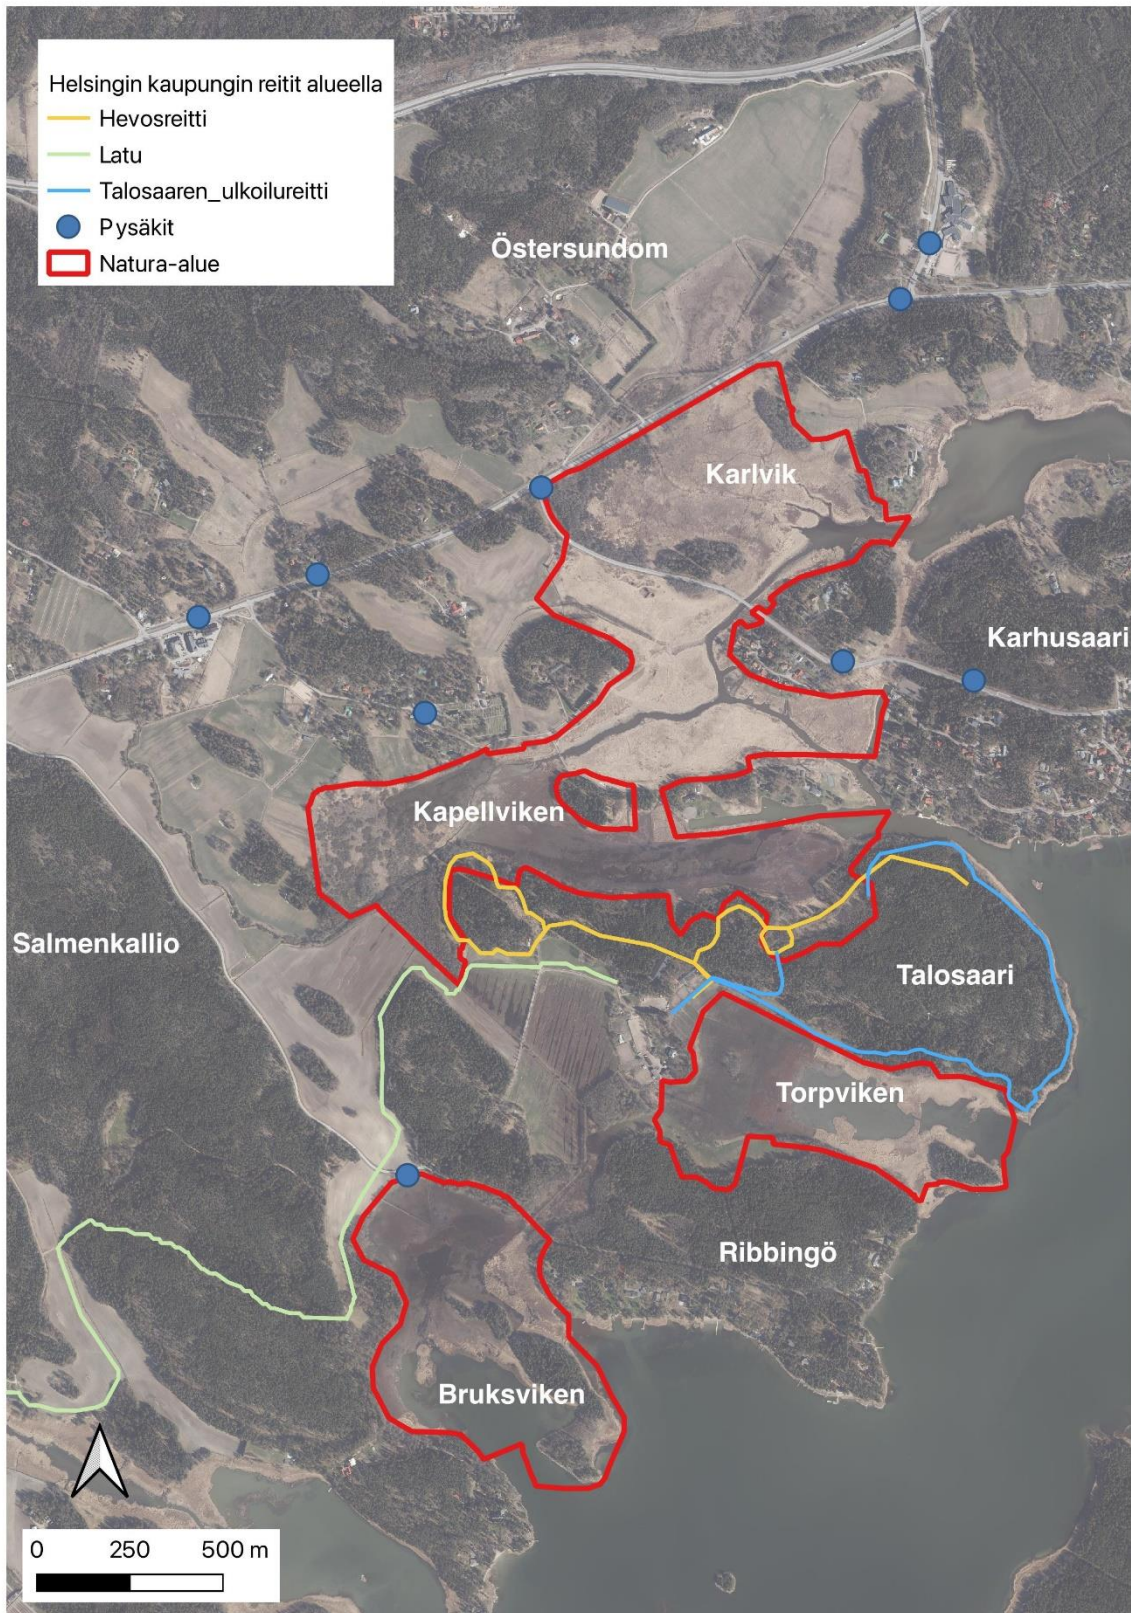 Helsingin kaupungin reitit alueella
Hevosreitti
Latu
Talosaaren_ulkoilureitti
Pysäkit
Natura-alue
Östersundom
Karlvik
Karhusaari
Kapellviken
Salmenkallio
Talosaari
Torpviken
Ribbingö
Bruksviken
0 250 500 m